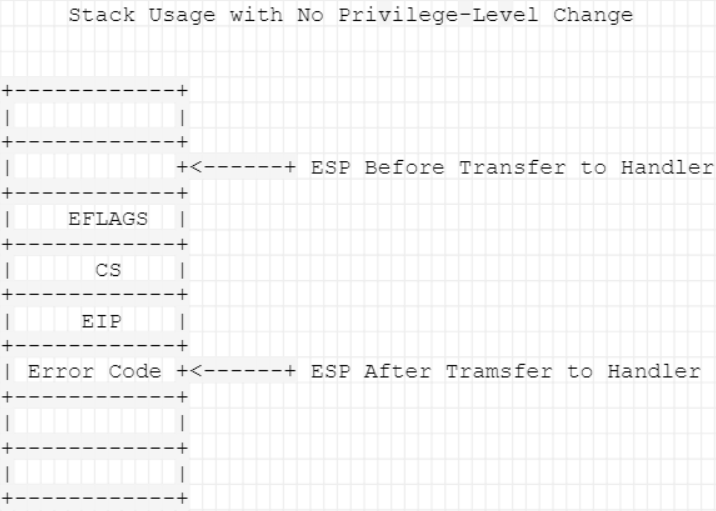 Stack Usage with No Privilege-Level Change
ESP Before Transfer to Handler
EFLAGS
CS
EIP
Error Code
ESP After Tramsfer to Handler